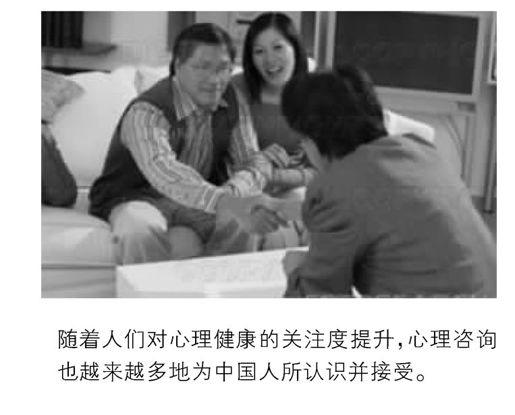 随着人们对心理健康的关注度提升，心理咨询
也越来越多地为中国人所认识并接受。